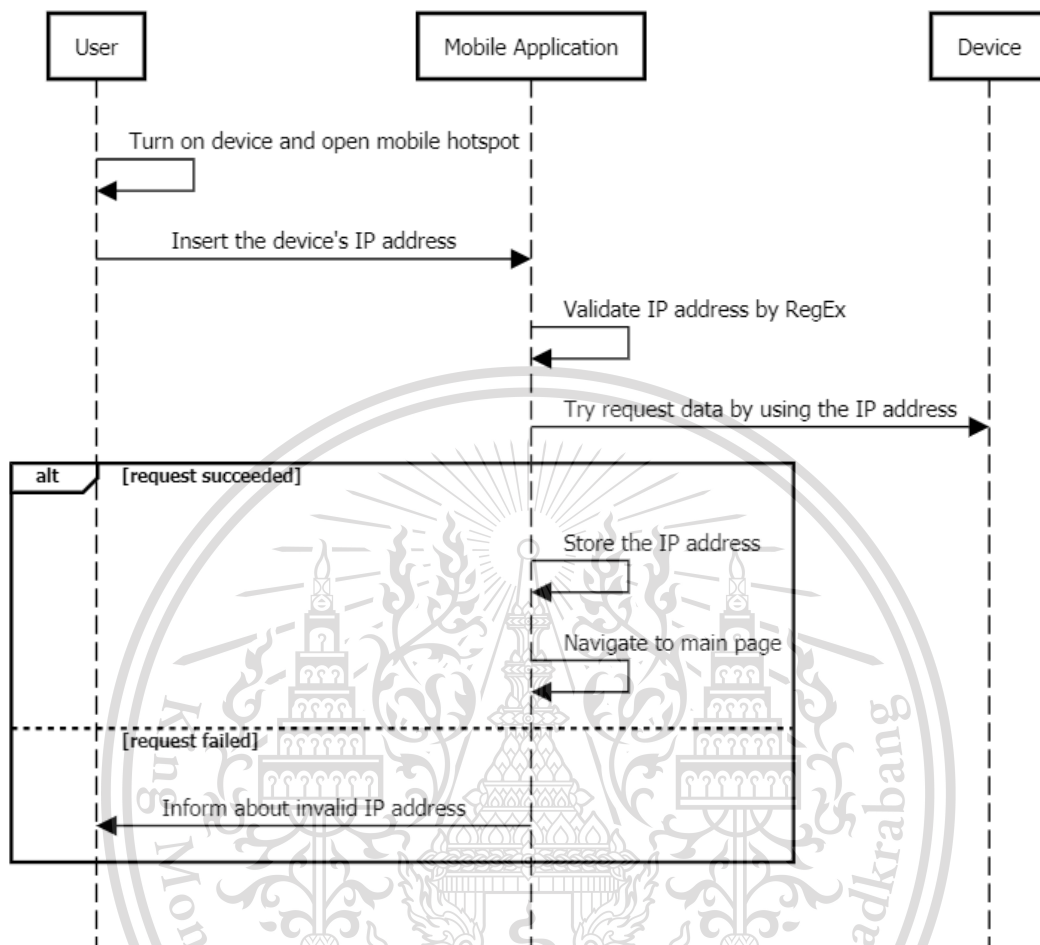 User
Mobile Application
Device
Turn on device and open mobile hotspot
Insert the device's IP address
Validate IP address by RegEx
Try request data by using the IP address
alt
[request succeeded]
Store the IP address
Navigate to main page
[request failed]
Inform about invalid IP address